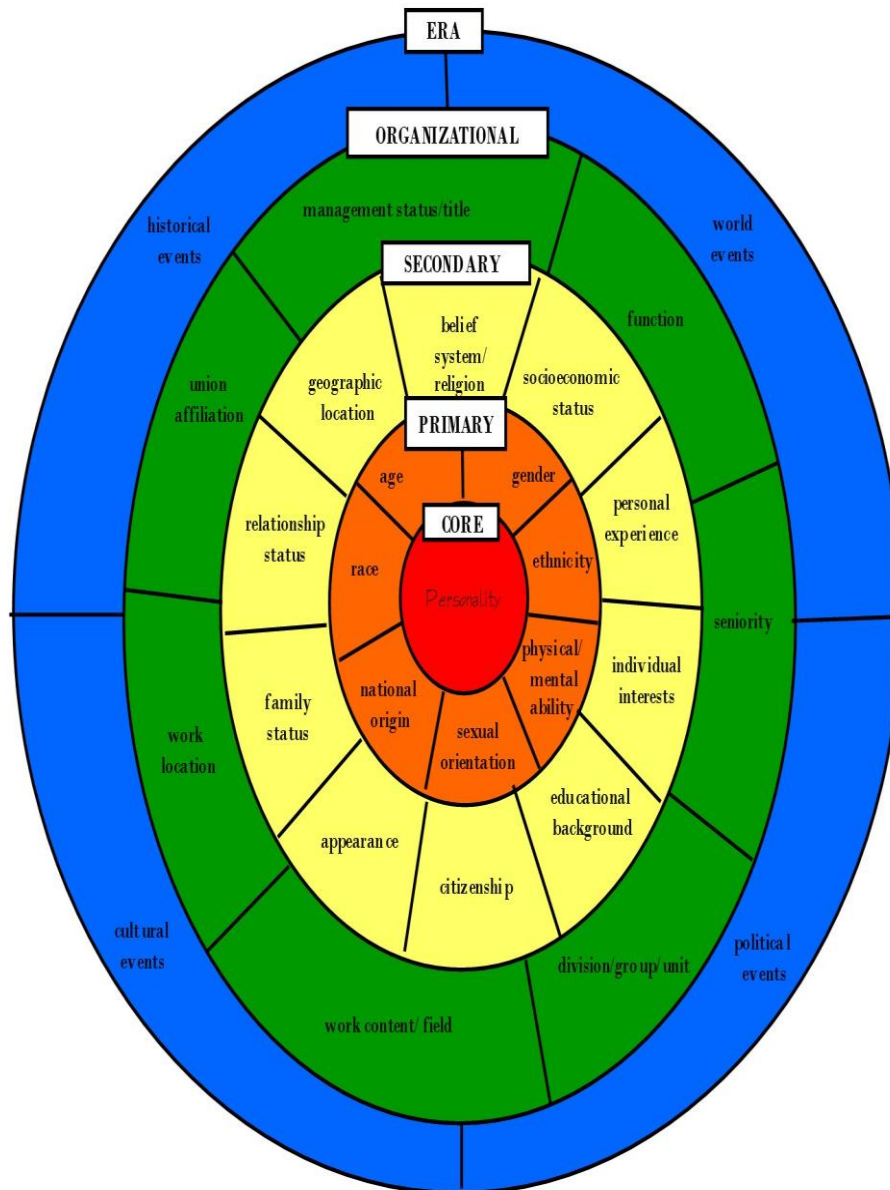 ERA
ORGANIZATIONAL
management status/title
historical
events
world
events
SECONDARY
function
belief
system/
religion
geographic
location
socioeconomic
status
union
affiliation
PRIMARY
age
gender
personal
experience
relationship
status
CORE
race
ethnicity
Personality
seniority
physical/
mental
ability
individual
interests
national
origin
family
status
sexual
orientation
work
location
educational
background
appearance
citizenship
cultural
events
political
events
division/group/unit
work content/ field